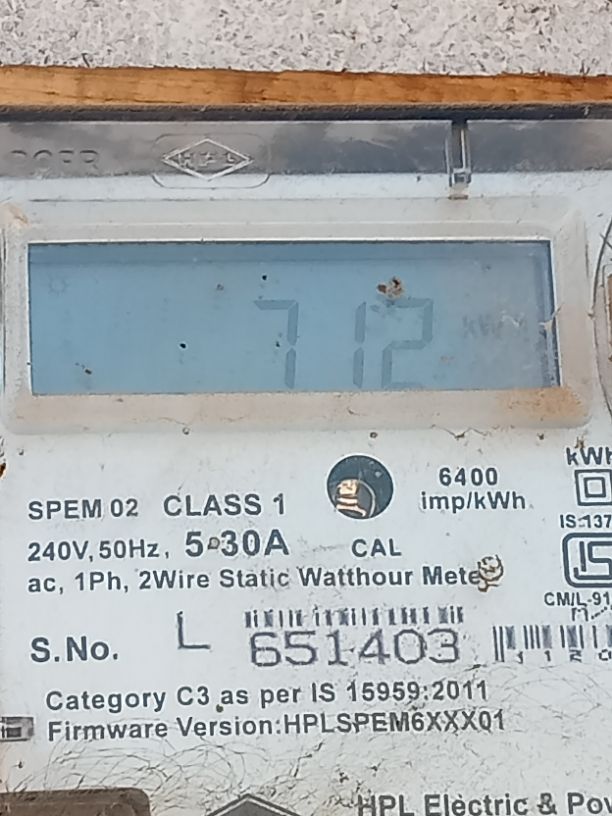 HPL
712
kWh
SPEM 02 CLASS 1
6400
imp/kWh
240V, 50Hz, 5-30A
CAL
ac, 1Ph, 2Wire Static Watthour Meter
S.No. L 651403
Category C3 as per IS 15959:2011
Firmware Version:HPLSPEM6XXX01
HPL Electric &